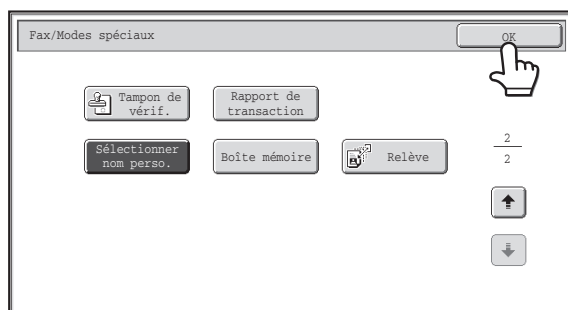 Fax/Modes spéciaux
OK
Tampon de
vérif.
Rapport de
transaction
Sélectionner
nom perso.
Boîte mémoire
Relève
2
2